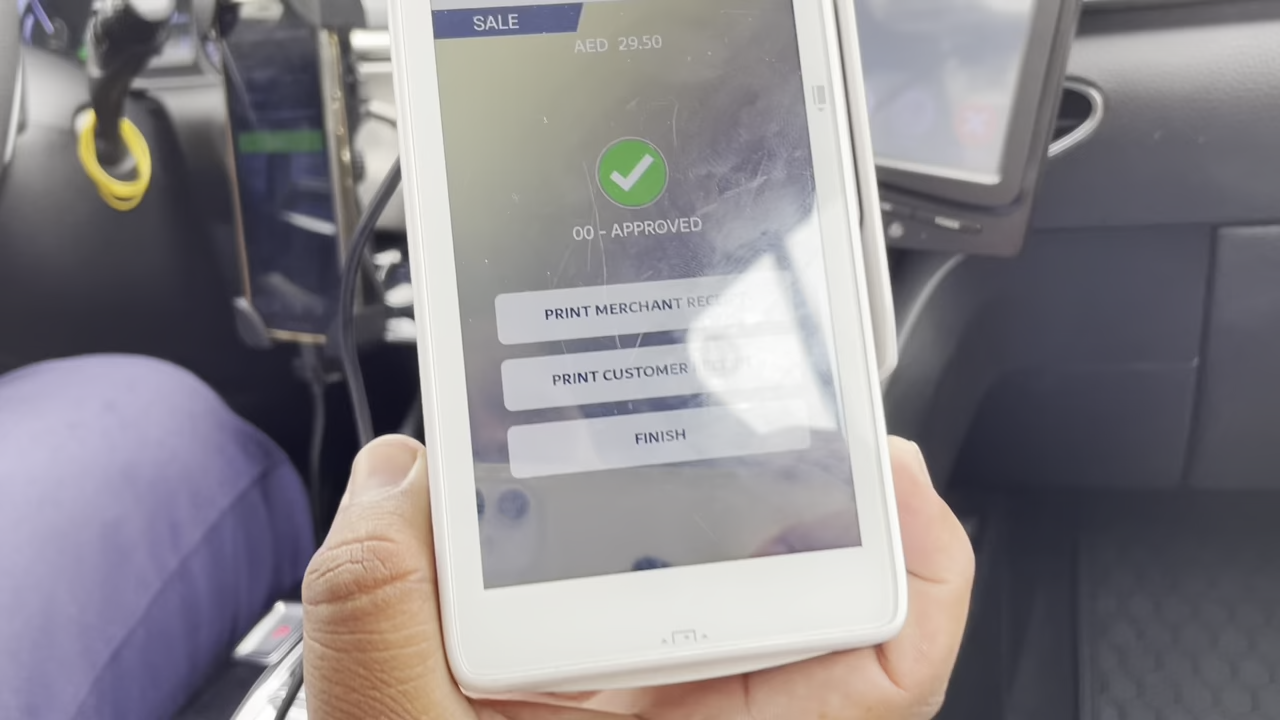 SALE
AED 29.50
00 - APPROVED
PRINT MERCHANT
PRINT CUSTOMER
FINISH